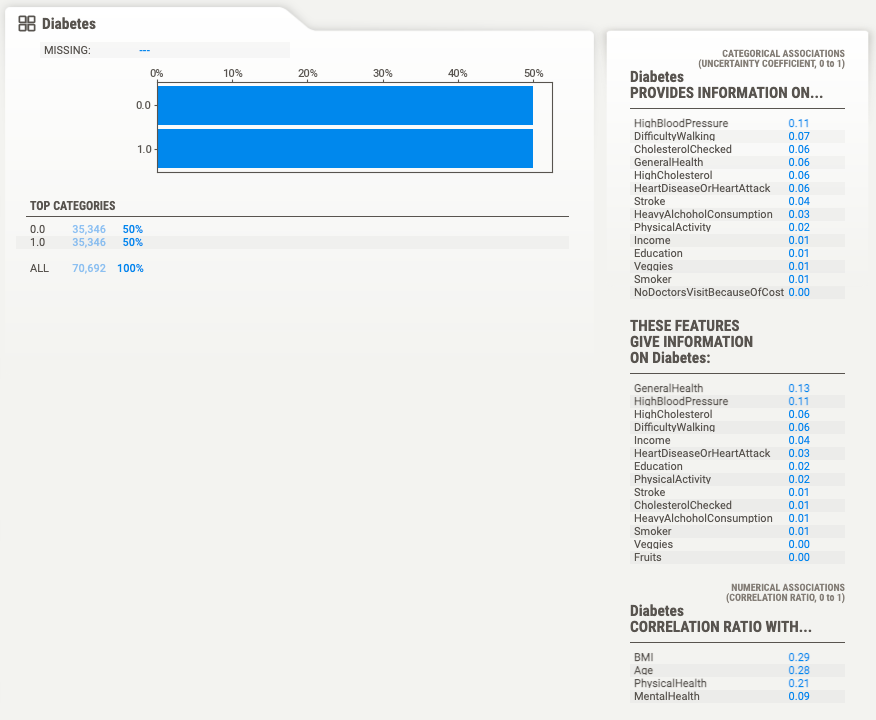 Diabetes
MISSING: ---
0% 10% 20% 30% 40% 50%
0.0
1.0
TOP CATEGORIES
0.0 35,346 50%
1.0 35,346 50%
ALL 70,692 100%
CATEGORICAL ASSOCIATIONS
(UNCERTAINTY COEFFICIENT, 0 to 1)
Diabetes
PROVIDES INFORMATION ON...
HighBloodPressure 0.11
DifficultyWalking 0.07
CholesterolChecked 0.06
GeneralHealth 0.06
HighCholesterol 0.06
HeartDiseaseOrHeartAttack 0.06
Stroke 0.04
HeavyAlchoholConsumption 0.03
PhysicalActivity 0.02
Income 0.01
Education 0.01
Veggies 0.01
Smoker 0.01
NoDoctorsVisitBecauseOfCost 0.00
THESE FEATURES
GIVE INFORMATION
ON Diabetes:
GeneralHealth 0.13
HighBloodPressure 0.11
HighCholesterol 0.06
DifficultyWalking 0.06
Income 0.04
HeartDiseaseOrHeartAttack 0.03
Education 0.02
PhysicalActivity 0.02
Stroke 0.01
CholesterolChecked 0.01
HeavyAlchoholConsumption 0.01
Smoker 0.01
Veggies 0.00
Fruits 0.00
NUMERICAL ASSOCIATIONS
(CORRELATION RATIO, 0 to 1)
Diabetes
CORRELATION RATIO WITH...
BMI 0.29
Age 0.28
PhysicalHealth 0.21
MentalHealth 0.09